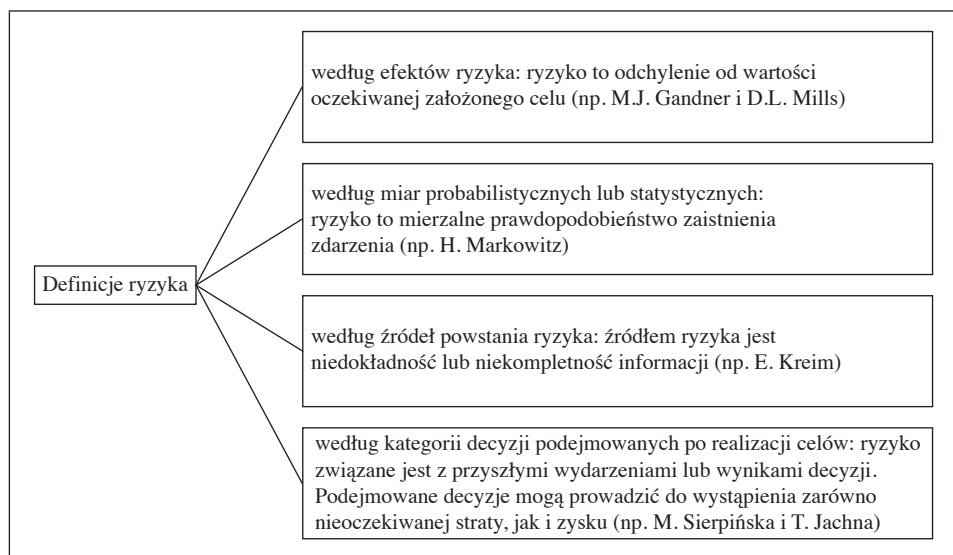 według efektów ryzyka: ryzyko to odchylenie od wartości
oczekiwanej założonego celu (np. M.J. Gandner i D.L. Mills)
według miar probabilistycznych lub statystycznych:
ryzyko to mierzalne prawdopodobieństwo zaistnienia
zdarzenia (np. H. Markowitz)
Definicje ryzyka
według źródeł powstania ryzyka: źródłem ryzyka jest
niedokładność lub niekompletność informacji (np. E. Kreim)
według kategorii decyzji podejmowanych po realizacji celów: ryzyko
związane jest z przyszłymi wydarzeniami lub wynikami decyzji.
Podejmowane decyzje mogą prowadzić do wystąpienia zarówno
nieoczekiwanej straty, jak i zysku (np. M. Sierpińska i T. Jachna)